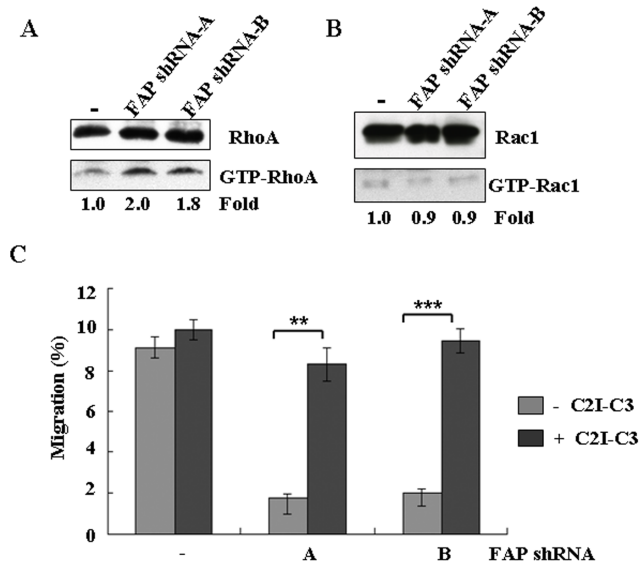 A
B
-
FAP shRNA-A
FAP shRNA-B
RhoA
GTP-RhoA
1.0 2.0 1.8 Fold
-
FAP shRNA-A
FAP shRNA-B
Rac1
GTP-Rac1
1.0 0.9 0.9 Fold
C
Migration (%)
12
10
8
6
4
2
0
**
***
- C2I-C3
+ C2I-C3
- A B FAP shRNA